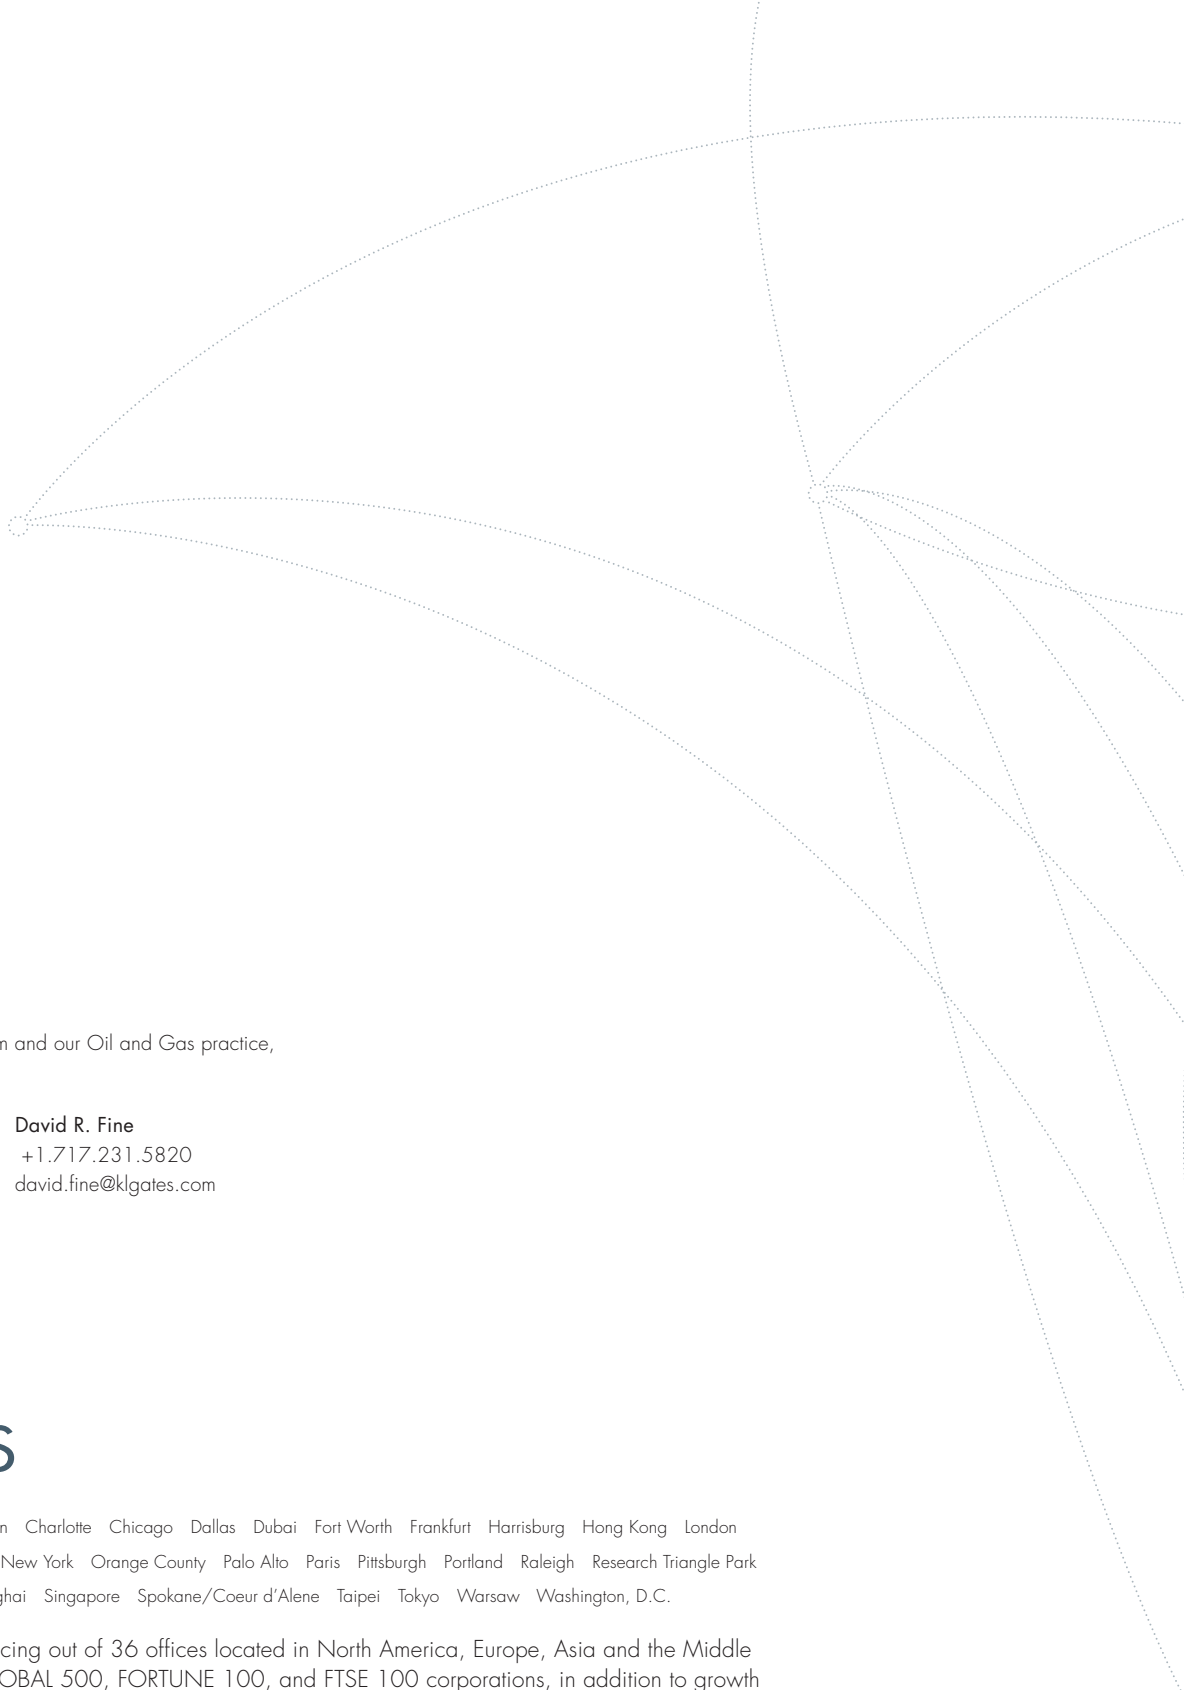 and our Oil and Gas practice,
David R. Fine
+1.717.231.5820
david.fine@klgates.com
S
Charlotte Chicago Dallas Dubai Fort Worth Frankfurt Harrisburg Hong Kong London
New York Orange County Palo Alto Paris Pittsburgh Portland Raleigh Research Triangle Park
Singapore Spokane/Coeur d'Alene Taipei Tokyo Warsaw Washington, D.C.
out of 36 offices located in North America, Europe, Asia and the Middle
500, FORTUNE 100, and FTSE 100 corporations, in addition to growth